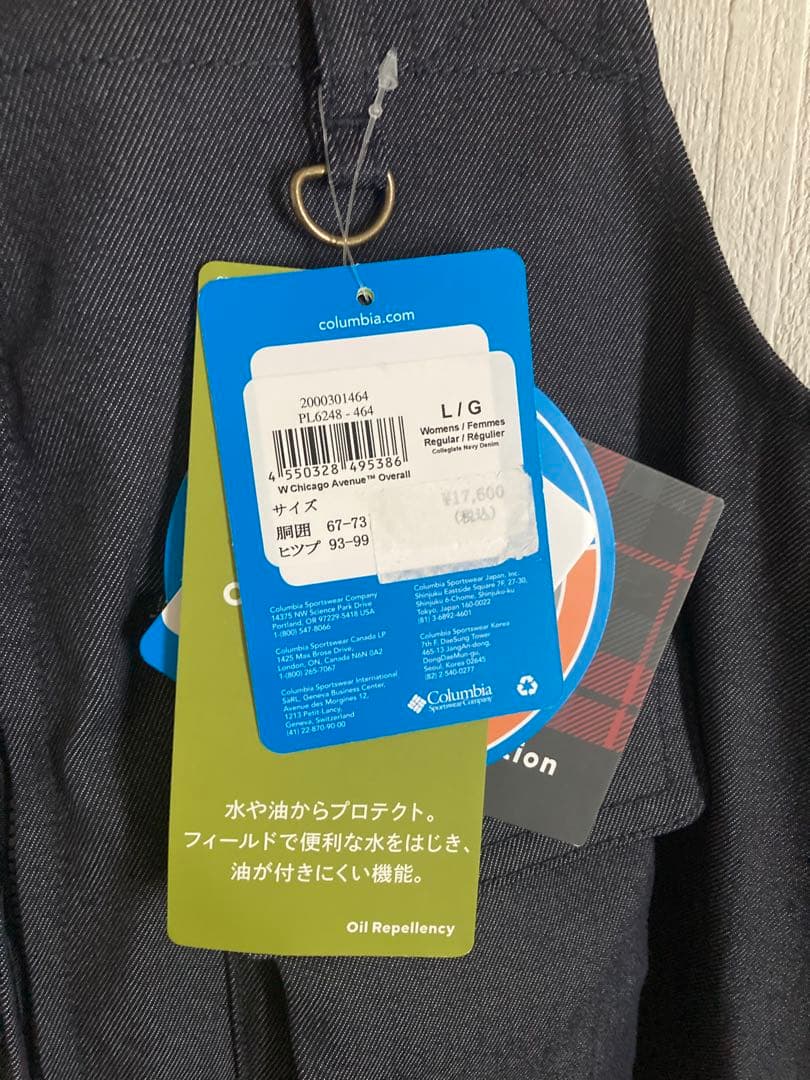 columbia.com
2000301464
PL6248 - 464
4 550328 495386
W Chicago Avenue™ Overall
サイズ
胴囲 67-73
ヒップ 93-99
L / G
Womens / Femmes
Regular / Régulier
Collegiate Navy Denim
¥17,600
(税込)
Columbia Sportswear Company
14375 NW Science Park Drive
Portland, OR 97229-5418 USA
1-(800) 547-8066
Columbia Sportswear Canada LP
1425 Max Brose Drive,
London, ON, Canada N6N 0A2
1-(800) 265-7067
Columbia Sportswear International
SàRL, Geneva Business Center,
Avenue des Morgines 12,
1213 Petit-Lancy,
Geneva, Switzerland
(41) 22-870-90 00
Columbia Sportswear Japan, Inc.
Shinjuku Eastside Square 7F, 27-30,
Shinjuku 6-Chome, Shinjuku-ku
Tokyo, Japan 160-0022
(81) 3-6892-4601
Columbia Sportswear Korea
7th F. DaeSung Tower
465-13 JangAn-dong,
DongDaeMun-gu,
Seoul, Korea 02645
(82) 2-540-0277
Columbia
Sportswear Company
tion
水や油からプロテクト。
フィールドで便利な水をはじき、
油が付きにくい機能。
Oil Repellency